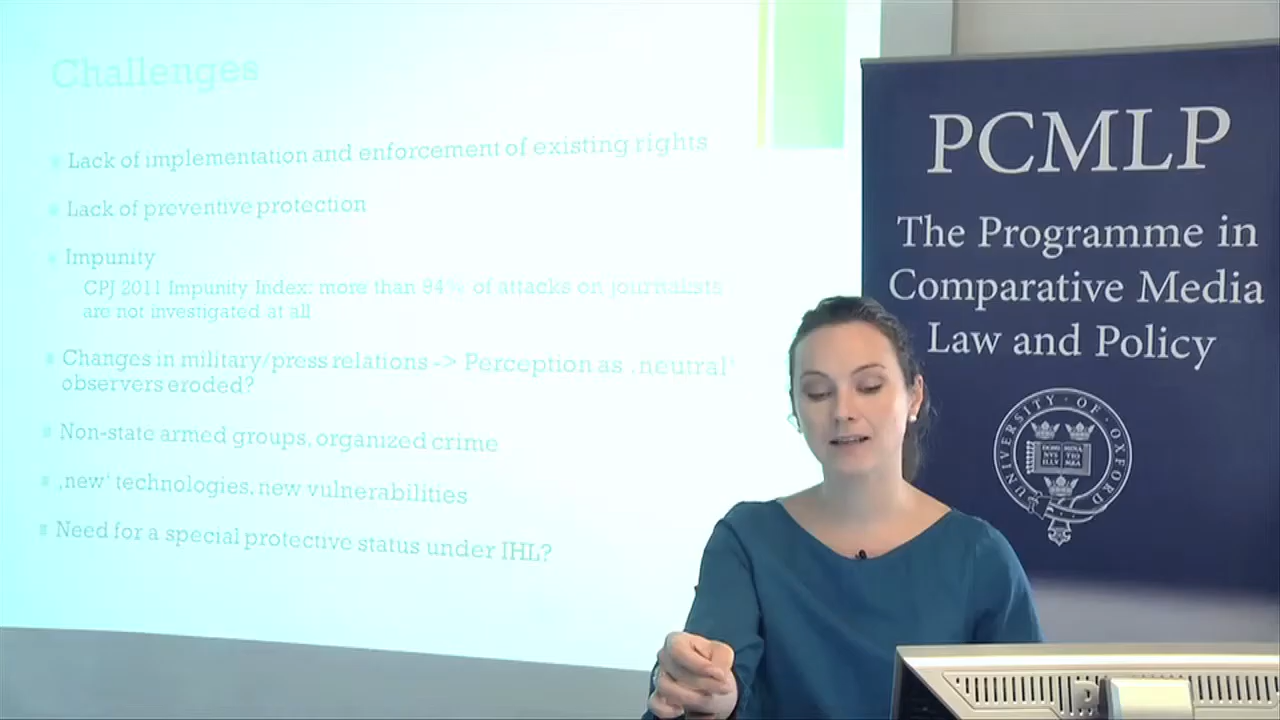 Challenges
Lack of implementation and enforcement of existing rights
Lack of preventive protection
Impunity
CPJ 2011 Impunity Index: more than 94% of attacks on journalists
are not investigated at all
Changes in military/press relations -> Perception as ‚neutral‘
observers eroded?
Non-state armed groups, organized crime
‚new‘ technologies, new vulnerabilities
Need for a special protective status under IHL?
PCMLP
The Programme in
Comparative Media
Law and Policy
UNIVERSITY · OF · OXFORD